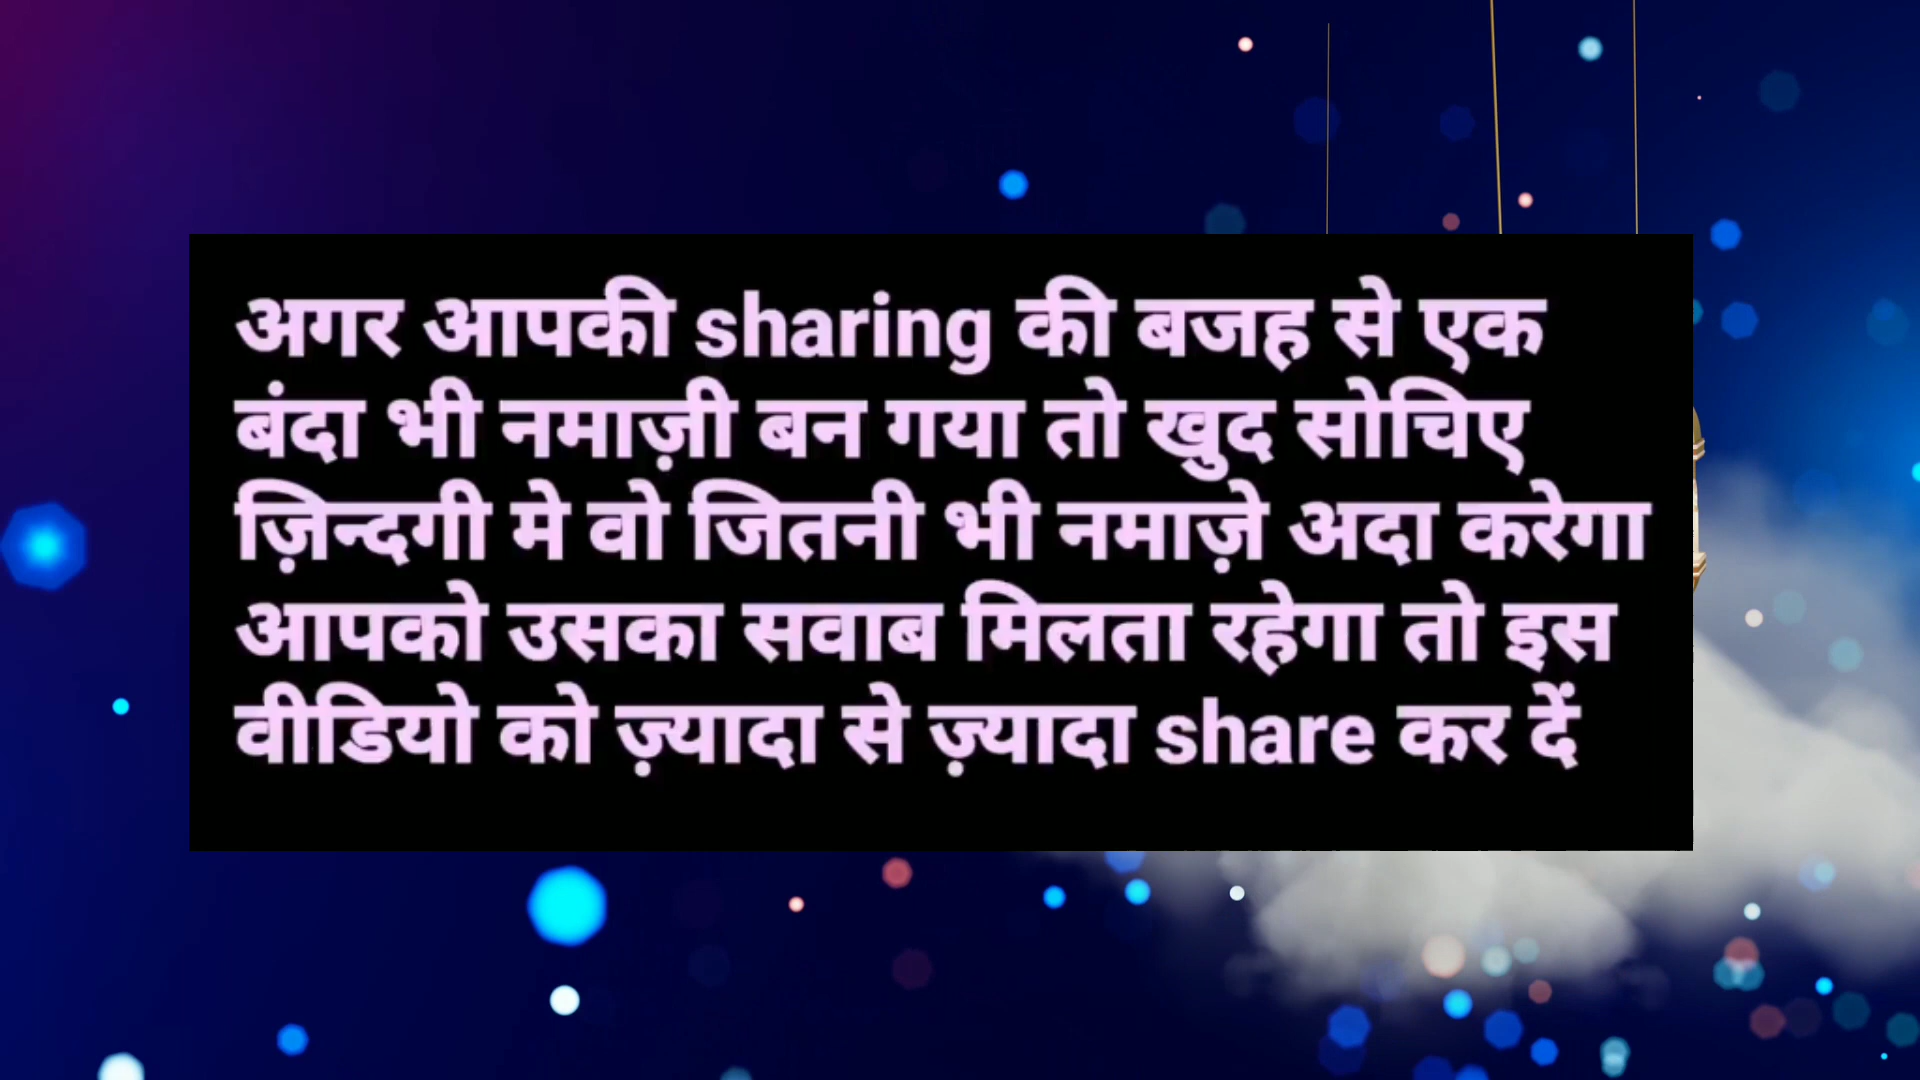 अगर आपकी sharing की बजह से एक
बंदा भी नमाज़ी बन गया तो खुद सोचिए
ज़िन्दगी मे वो जितनी भी नमाज़े अदा करेगा
आपको उसका सवाब मिलता रहेगा तो इस
वीडियो को ज़्यादा से ज़्यादा share कर दें